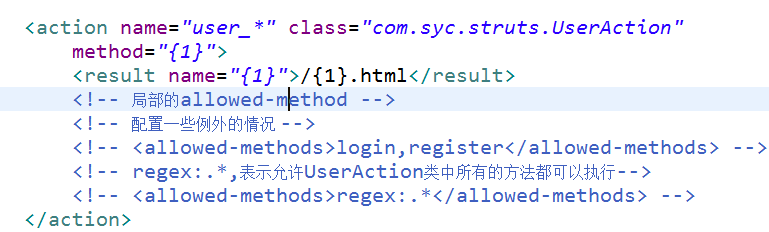 <action name="user_*" class="com.syc.struts.UserAction"
method="{1}">
<result name="{1}">/{1}.html</result>
<!-- 局部的allowed-method -->
<!-- 配置一些例外的情况 -->
<!-- <allowed-methods>login,register</allowed-methods> -->
<!-- regex:.*,表示允许UserAction类中所有的方法都可以执行-->
<!-- <allowed-methods>regex:.*</allowed-methods> -->
</action>